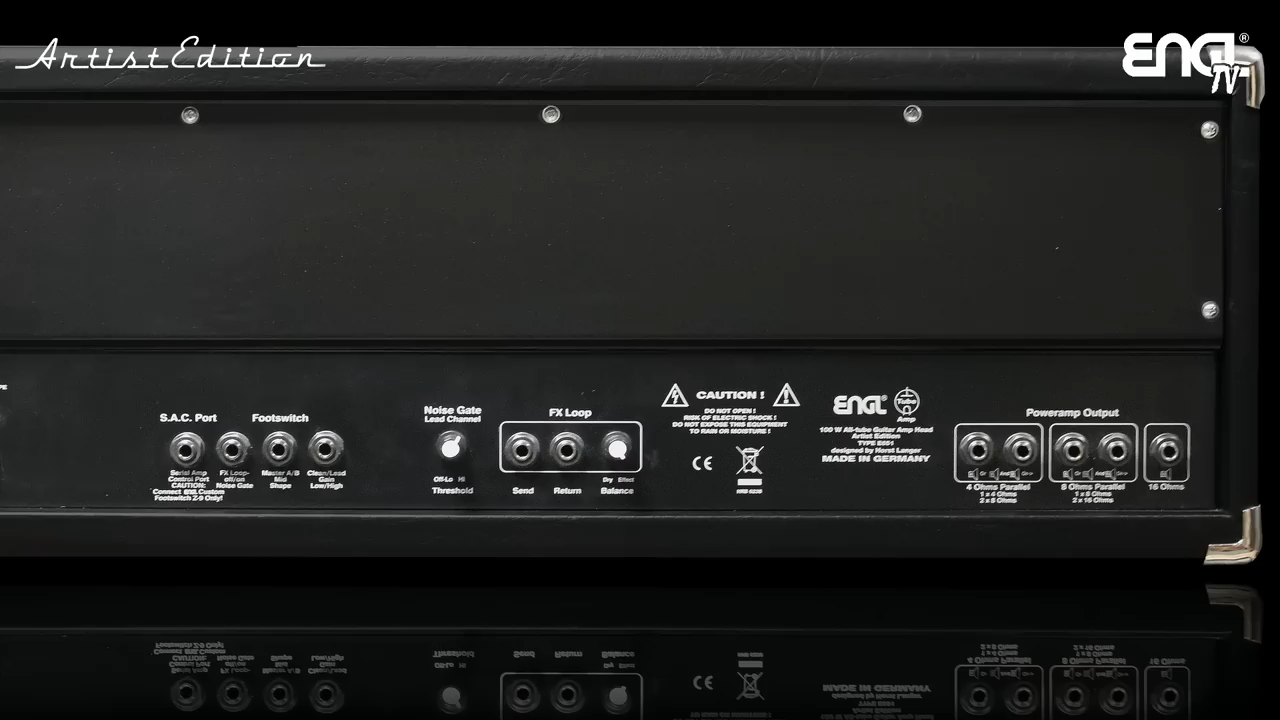 Artist Edition
ENGL®
TV
S.A.C. Port
Footswitch
Serial Amp
Control Port
CAUTION:
Connect ENGL Custom
Footswitch Z-9 Only!
FX Loop-
on/off
Noise Gate
Master A/B
Mid
Shape
Clean/Lead
Gain
Low/High
Noise Gate
Lead Channel
Off-Lo Hi
Threshold
FX Loop
Send
Return
Dry Effect
Balance
CAUTION !
DO NOT OPEN !
RISK OF ELECTRIC SHOCK !
DO NOT EXPOSE THIS EQUIPMENT
TO RAIN OR MOISTURE !
CE
ENGL®
Tube
Amp
100 W All-tube Guitar Amp Head
Artist Edition
TYPE E651
designed by Horst Langer
MADE IN GERMANY
Poweramp Output
4 Ohms Parallel
1 x 4 Ohms
2 x 8 Ohms
8 Ohms Parallel
1 x 8 Ohms
2 x 16 Ohms
16 Ohms